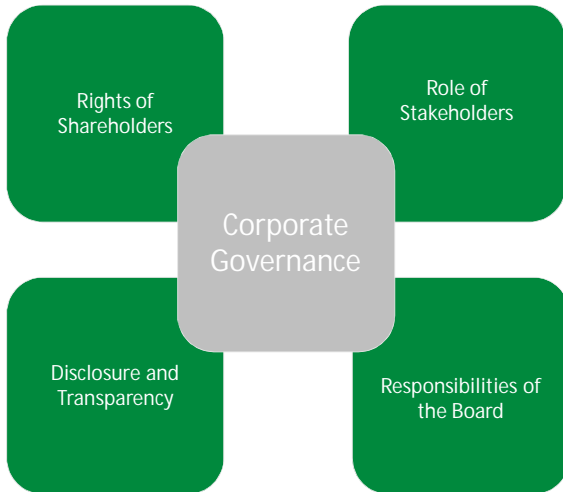 Rights of
Shareholders
Role of
Stakeholders
Corporate
Governance
Disclosure and
Transparency
Responsibilities of
the Board